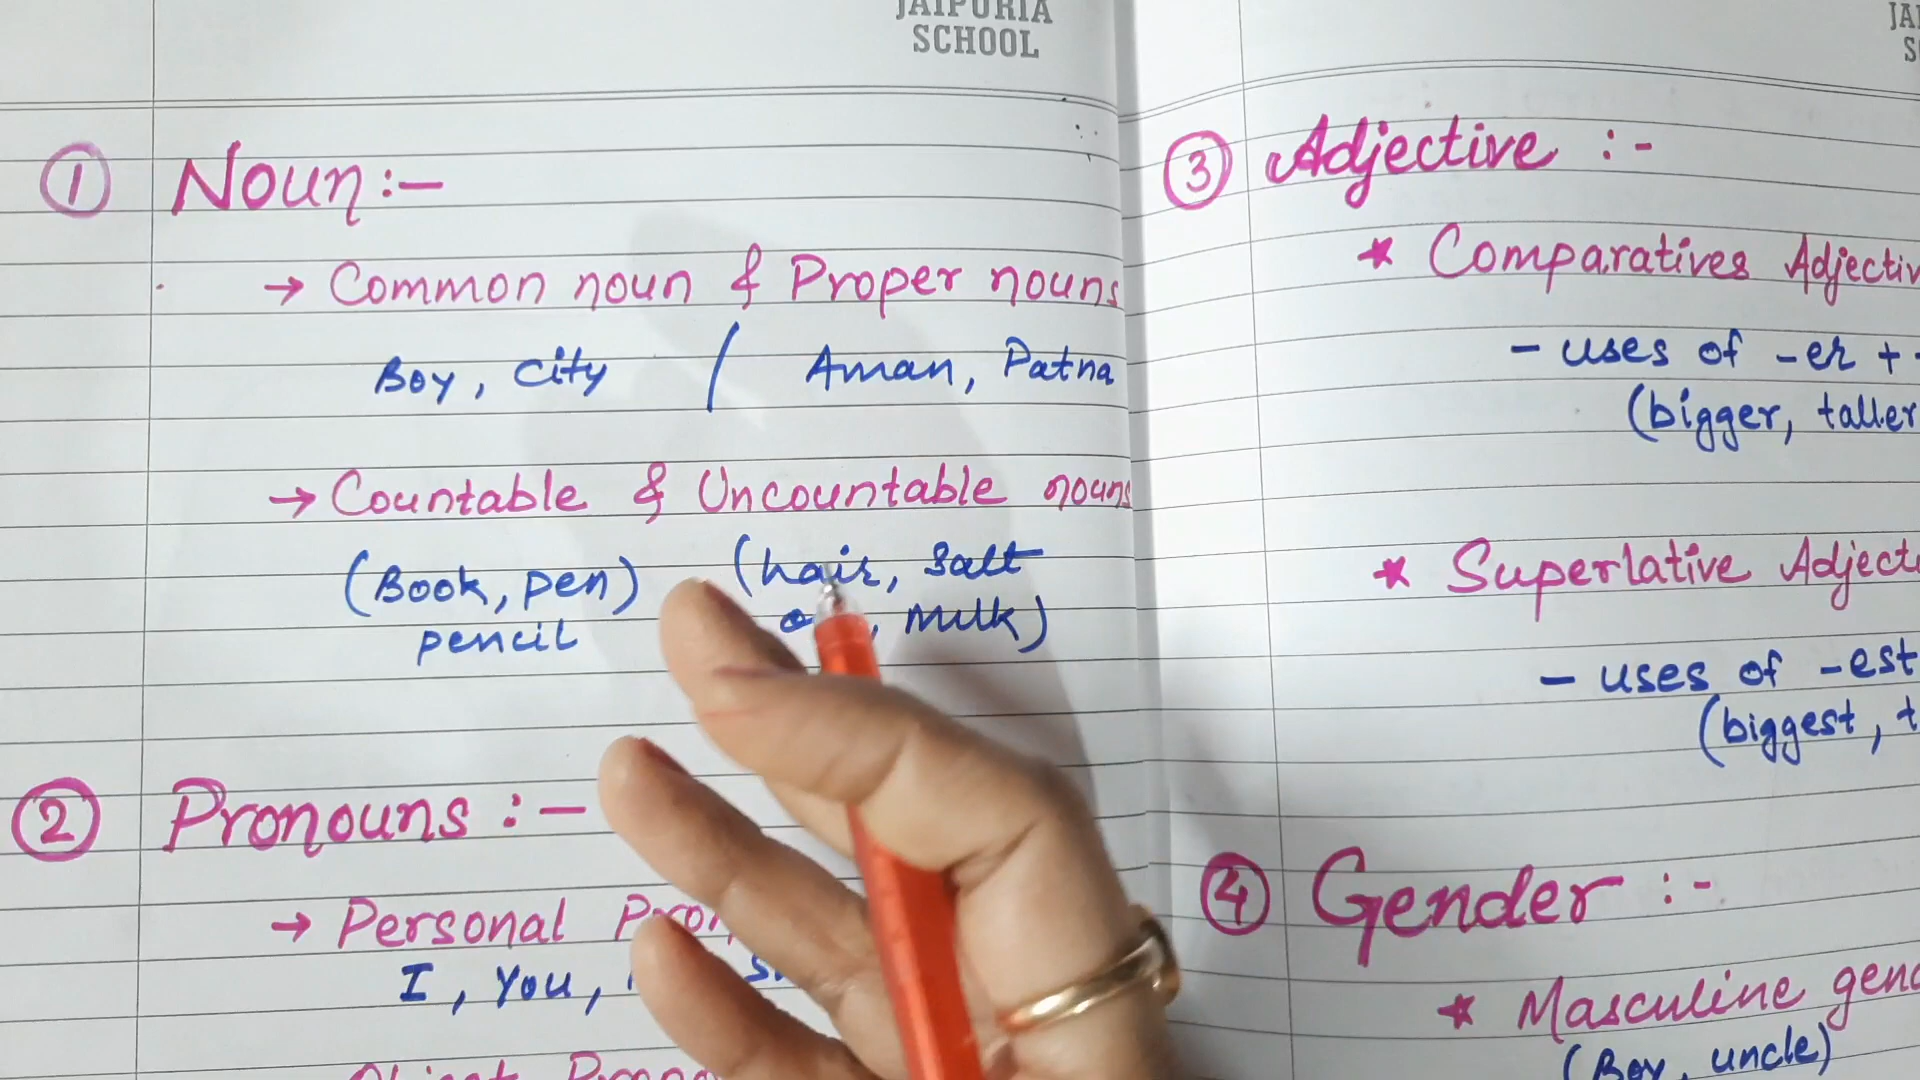 JAIPURIA
SCHOOL
① Noun:-
→ Common noun & Proper nouns
Boy, city / Aman, Patna
→ Countable & Uncountable nouns
(Book, pen) (hair, salt
pencil , Milk)
② Pronouns :-
→ Personal
I, You,
③ Adjective :-
* Comparatives
- uses of -er +
(bigger, taller
* Superlative
- uses of -est
(biggest,
④ Gender :-
* Masculine
(Boy, uncle)